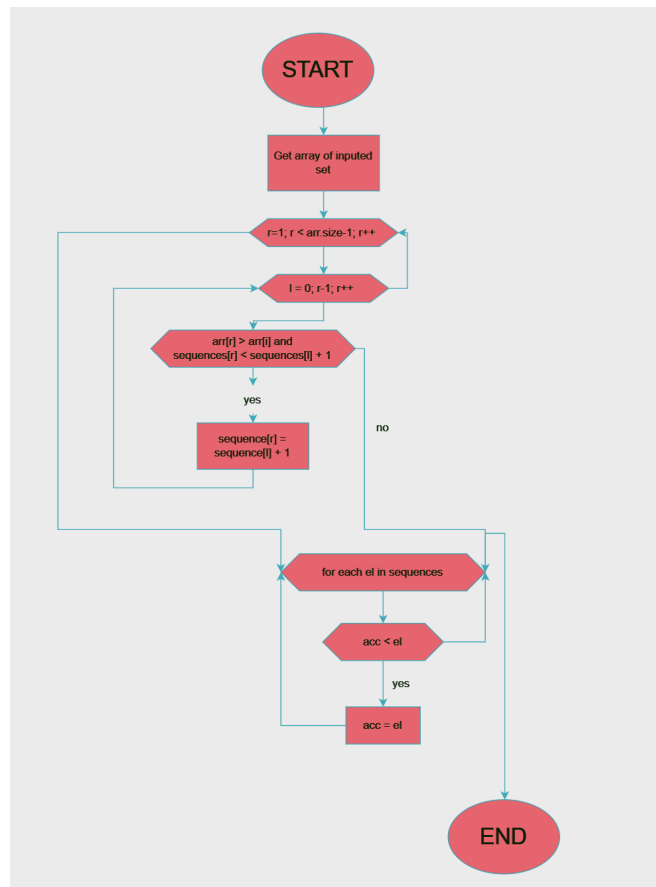 START
Get array of inputed
set
r=1; r < arr.size-1; r++
l = 0; r-1; r++
arr[r] > arr[i] and
sequences[r] < sequences[l] + 1
yes
no
sequence[r] =
sequence[l] + 1
for each el in sequences
acc < el
yes
acc = el
END